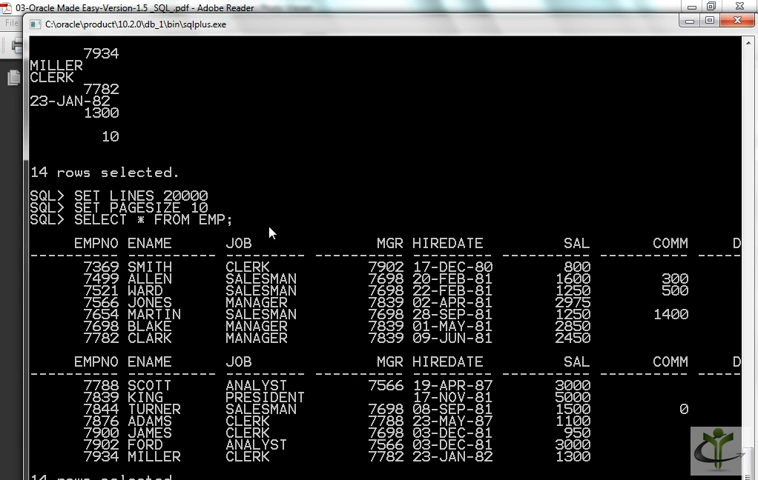 03-Oracle Made Easy-Version-1.5 _SQL_.pdf - Adobe Reader
C:\oracle\product\10.2.0\db_1\bin\sqlplus.exe
7934
MILLER
CLERK
7782
23-JAN-82
1300
10
14 rows selected.
SQL> SET LINES 20000
SQL> SET PAGESIZE 10
SQL> SELECT * FROM EMP;
EMPNO ENAME JOB MGR HIREDATE SAL COMM D
7369 SMITH CLERK 7902 17-DEC-80 800
7499 ALLEN SALESMAN 7698 20-FEB-81 1600 300
7521 WARD SALESMAN 7698 22-FEB-81 1250 500
7566 JONES MANAGER 7839 02-APR-81 2975
7654 MARTIN SALESMAN 7698 28-SEP-81 1250 1400
7698 BLAKE MANAGER 7839 01-MAY-81 2850
7782 CLARK MANAGER 7839 09-JUN-81 2450
EMPNO ENAME JOB MGR HIREDATE SAL COMM D
7788 SCOTT ANALYST 7566 19-APR-87 3000
7839 KING PRESIDENT 17-NOV-81 5000
7844 TURNER SALESMAN 7698 08-SEP-81 1500 0
7876 ADAMS CLERK 7788 23-MAY-87 1100
7900 JAMES CLERK 7698 03-DEC-81 950
7902 FORD ANALYST 7566 03-DEC-81 3000
7934 MILLER CLERK 7782 23-JAN-82 1300
14 rows selected